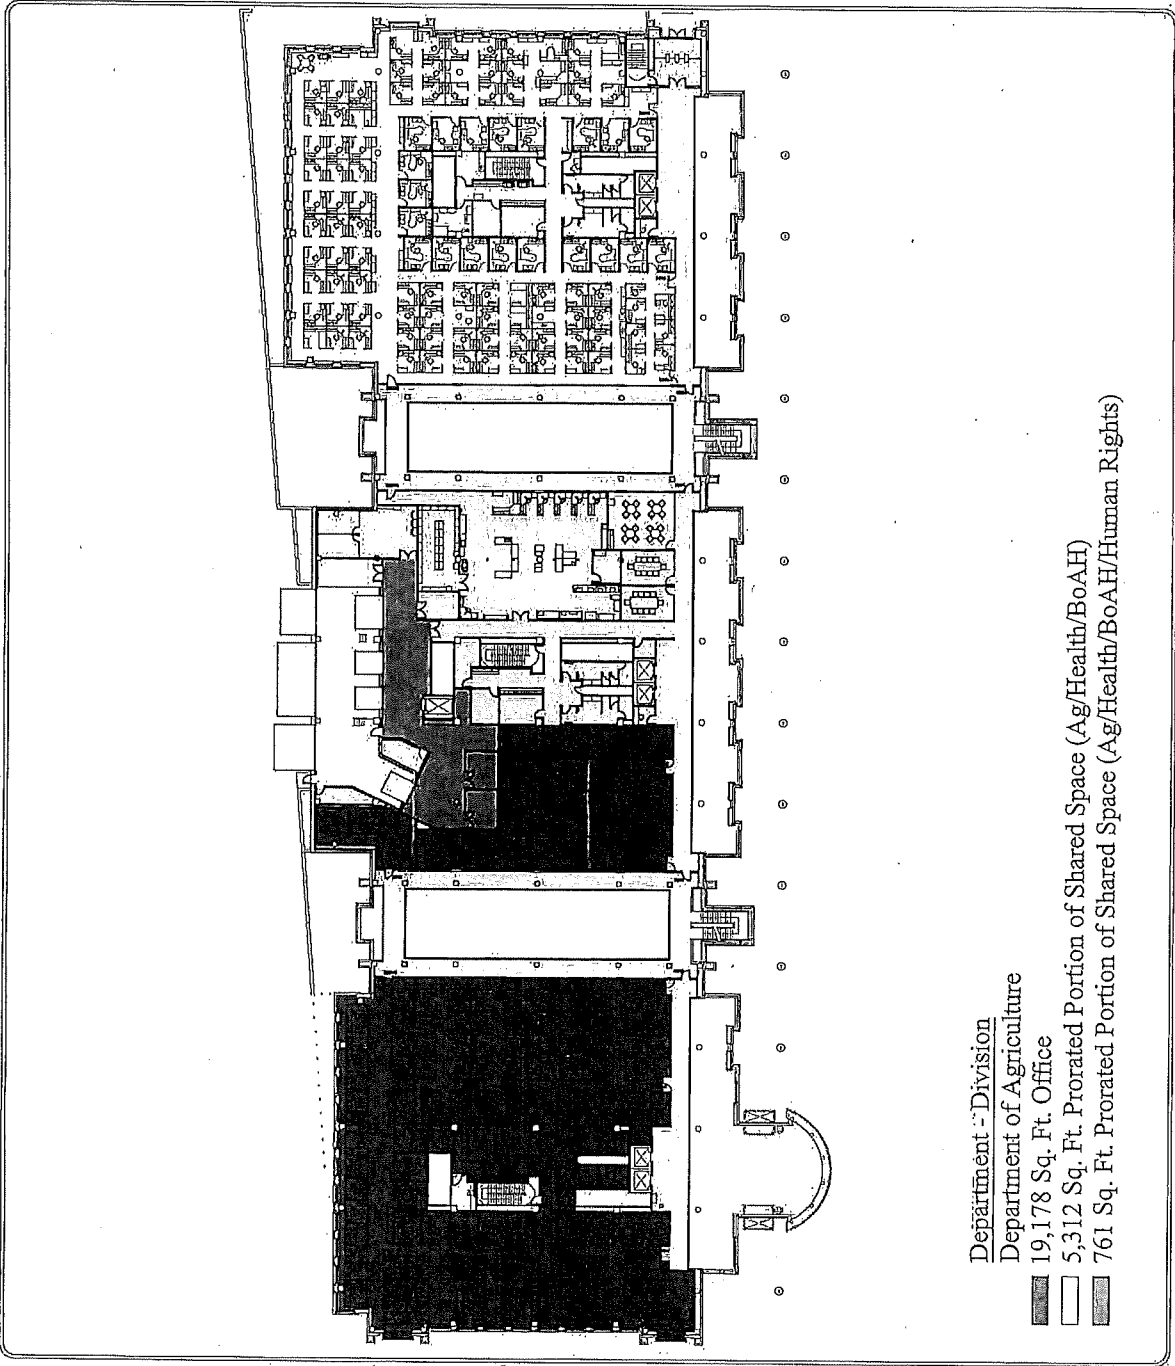 Department - Division
Department of Agriculture
19,178 Sq. Ft. Office
5,312 Sq. Ft. Prorated Portion of Shared Space (Ag/Health/BoAH)
761 Sq. Ft. Prorated Portion of Shared Space (Ag/Health/BoAH/Human Rights)